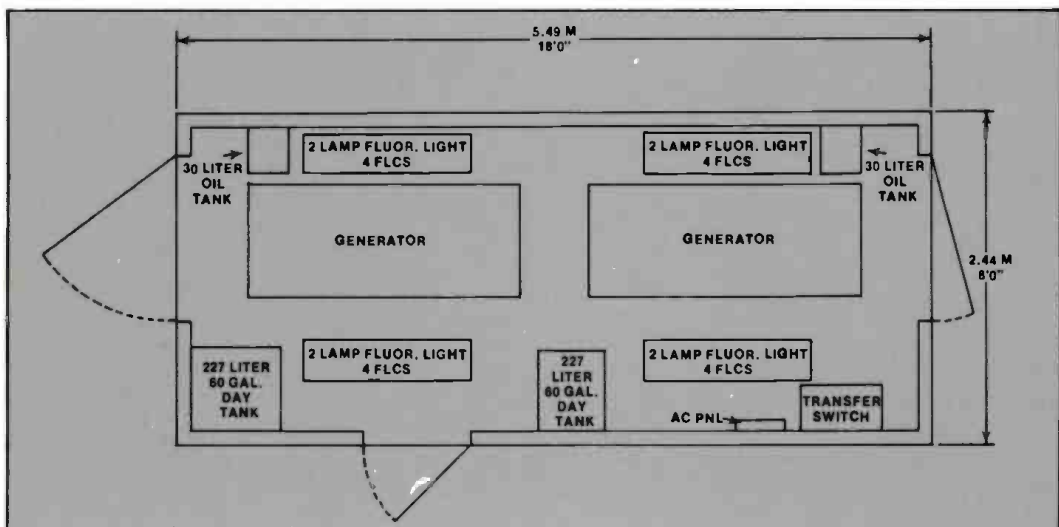 5.49 M
18'0"
2 LAMP FLUOR. LIGHT
4 FLCS
2 LAMP FLUOR. LIGHT
4 FLCS
30 LITER
OIL
TANK
30 LITER
OIL
TANK
GENERATOR
GENERATOR
2.44 M
8'0"
227
LITER
60 GAL.
DAY
TANK
2 LAMP FLUOR. LIGHT
4 FLCS
227
LITER
60 GAL.
DAY
TANK
2 LAMP FLUOR. LIGHT
4 FLCS
AC PNL
TRANSFER
SWITCH